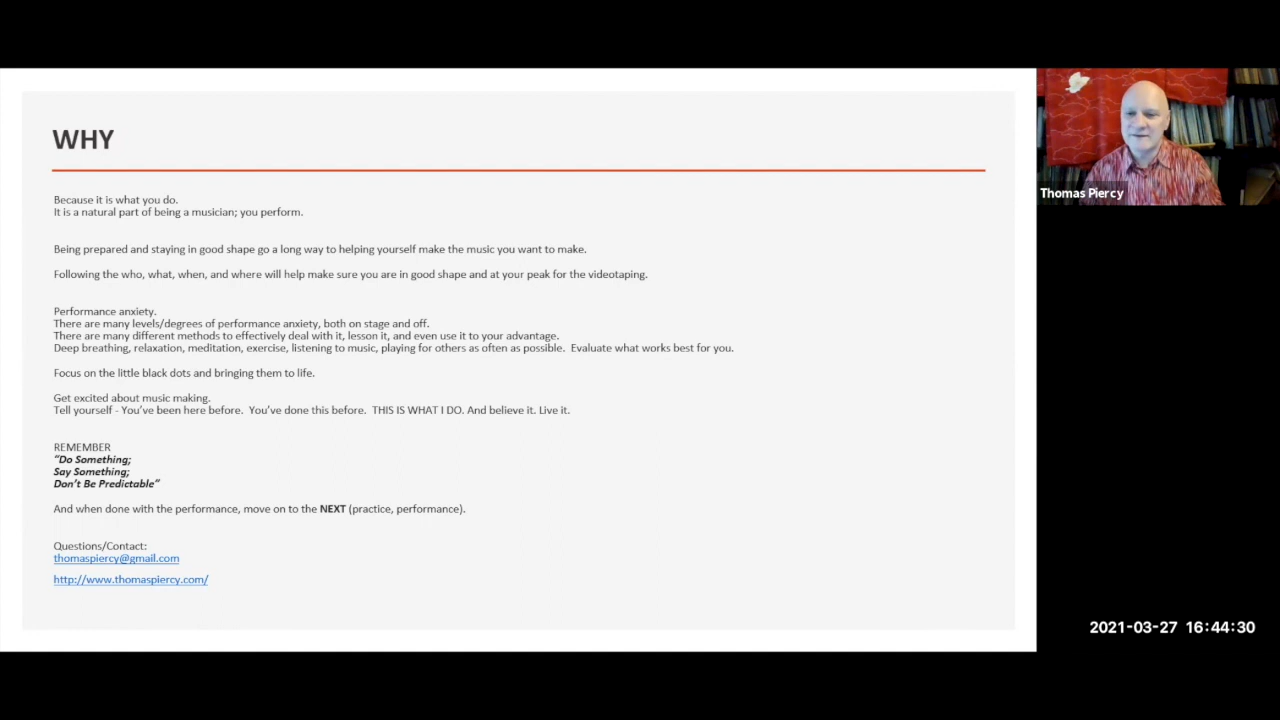 WHY
Because it is what you do.
It is a natural part of being a musician; you perform.
Being prepared and staying in good shape go a long way to helping yourself make the music you want to make.
Following the who, what, when, and where will help make sure you are in good shape and at your peak for the videotaping.
Performance anxiety.
There are many levels/degrees of performance anxiety, both on stage and off.
There are many different methods to effectively deal with it, lesson it, and even use it to your advantage.
Deep breathing, relaxation, meditation, exercise, listening to music, playing for others as often as possible.  Evaluate what works best for you.
Focus on the little black dots and bringing them to life.
Get excited about music making.
Tell yourself - You've been here before.  You've done this before.  THIS IS WHAT I DO. And believe it. Live it.
REMEMBER
"Do Something;
Say Something;
Don't Be Predictable"
And when done with the performance, move on to the NEXT (practice, performance).
Questions/Contact:
thomaspiercy@gmail.com
http://www.thomaspiercy.com/
Thomas Piercy
2021-03-27 16:44:30